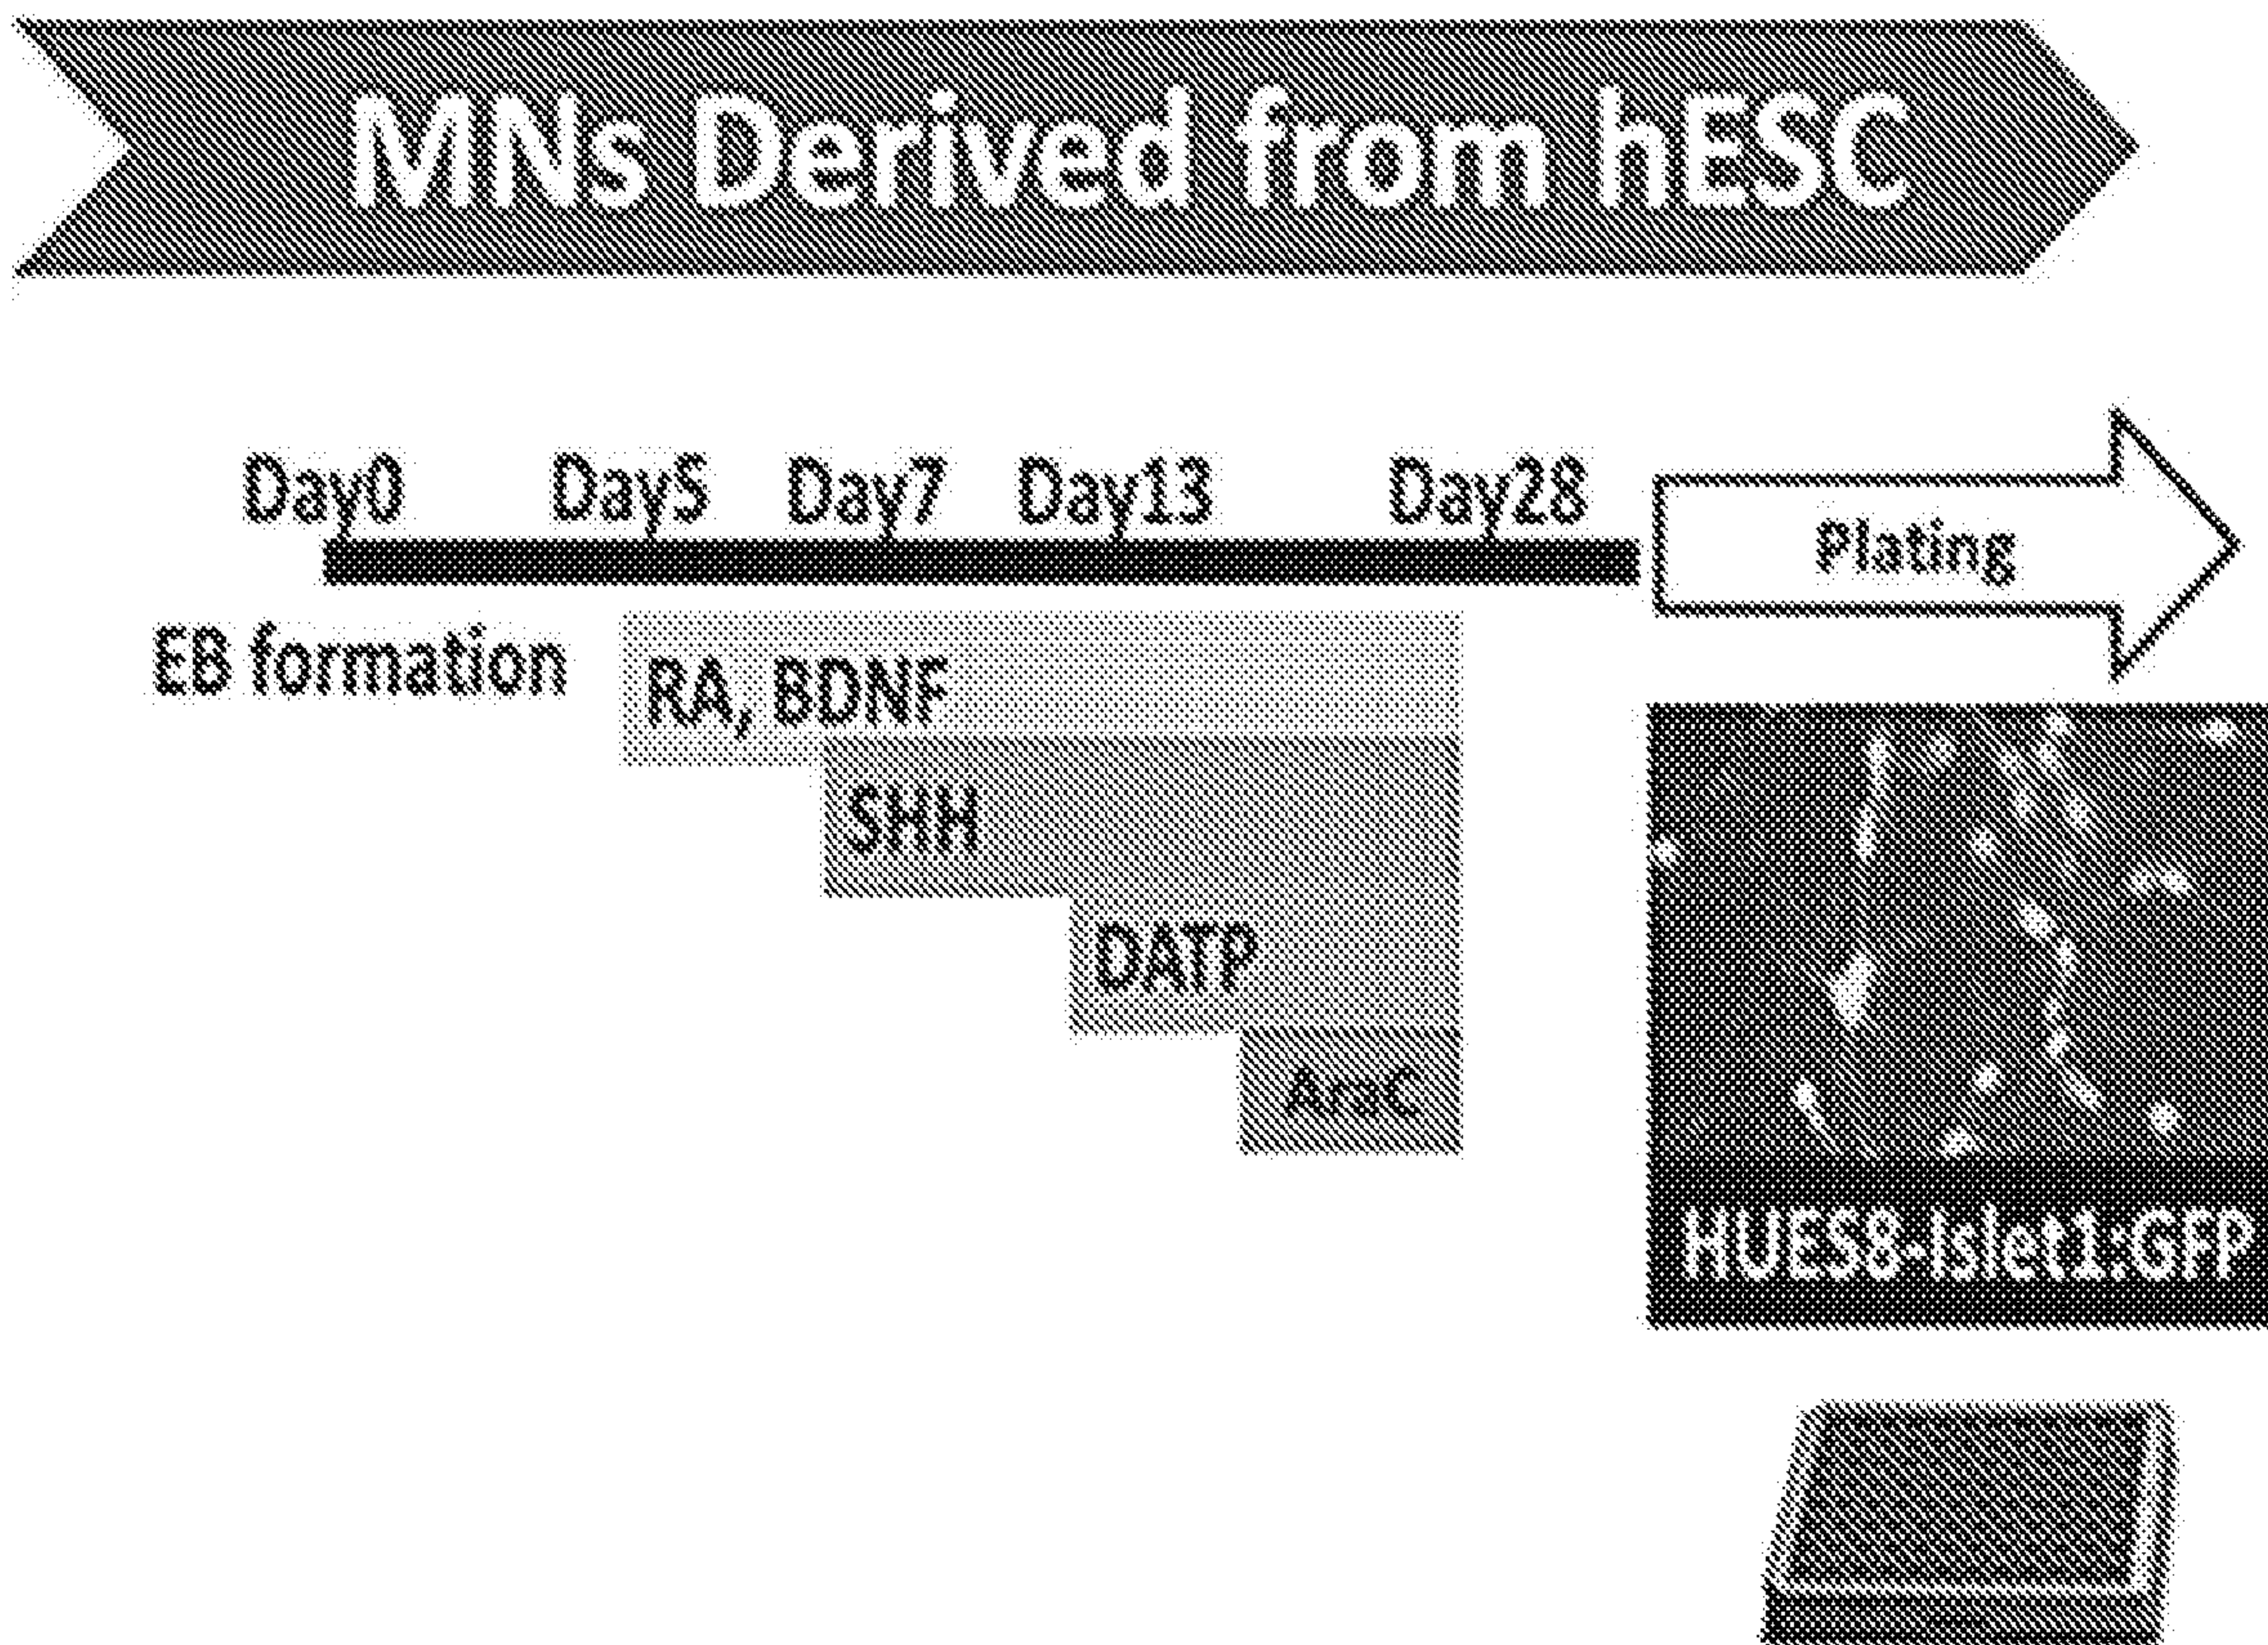 MNs Derived from hESC
Day0 Day5 Day7 Day13 Day28
Plating
EB formation
RA, BDNF
SHH
DATP
AraC
HUES8-Islet1:GFP